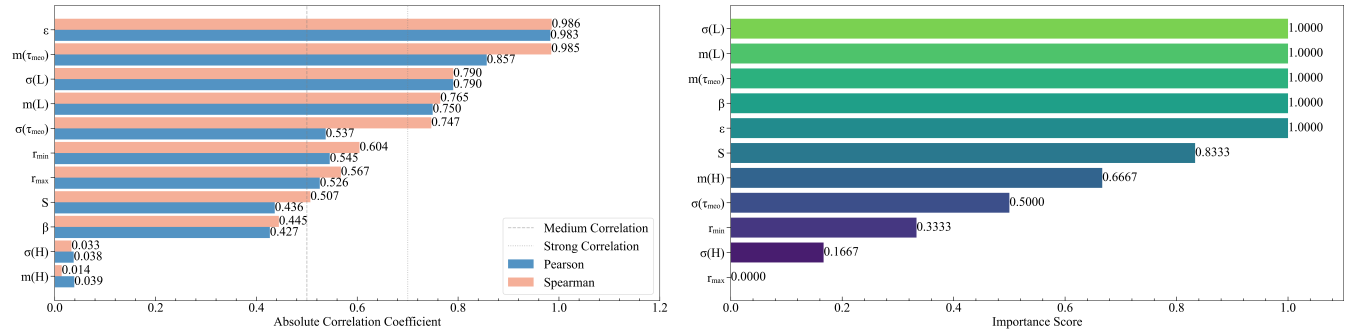 ε
0.986
0.983
m(τmeo)
0.985
0.857
σ(L)
0.790
0.790
m(L)
0.765
0.750
σ(τmeo)
0.747
0.537
rmin
0.604
0.545
rmax
0.567
0.526
S
0.507
0.436
β
0.445
0.427
σ(H)
0.033
0.038
m(H)
0.014
0.039
Medium Correlation
Strong Correlation
Pearson
Spearman
0.0 0.2 0.4 0.6 0.8 1.0 1.2
Absolute Correlation Coefficient
σ(L) 1.0000
m(L) 1.0000
m(τmeo) 1.0000
β 1.0000
ε 1.0000
S 0.8333
m(H) 0.6667
σ(τmeo) 0.5000
rmin 0.3333
σ(H) 0.1667
rmax 0.0000
0.0 0.2 0.4 0.6 0.8 1.0
Importance Score